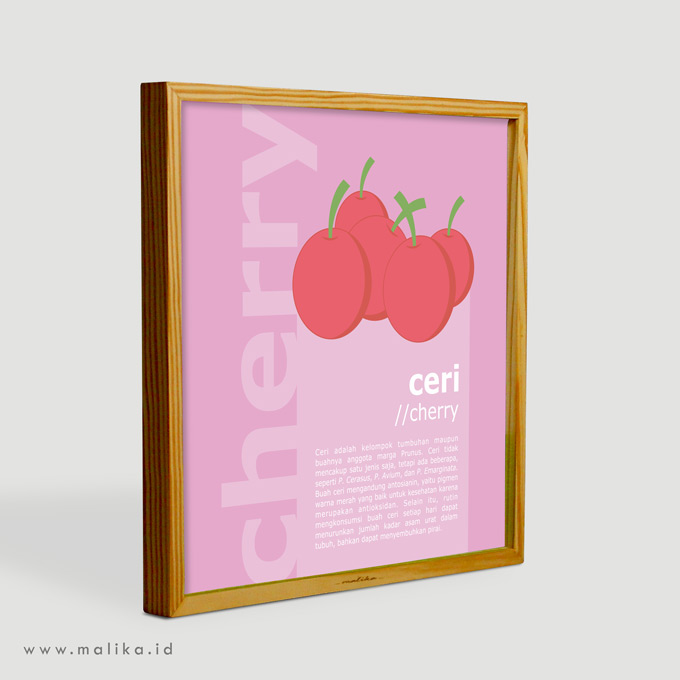 cherry
ceri
//cherry
Ceri adalah kelompok tumbuhan maupun
buahnya anggota marga Prunus. Ceri tidak
mencakup satu jenis saja, tetapi ada beberapa,
seperti P. Cerasus, P. Avium, dan P. Emarginata.
Buah ceri mengandung antosianin, yaitu pigmen
warna merah yang baik untuk kesehatan karena
merupakan antioksidan. Selain itu, rutin
mengkonsumsi buah ceri setiap hari dapat
menurunkan jumlah kadar asam urat dalam
tubuh, bahkan dapat menyembuhkan pirai.
malika
www.malika.id